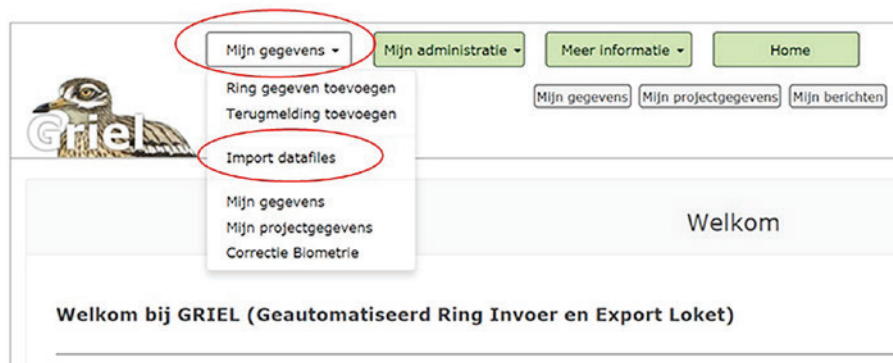 Mijn gegevens Mijn administratie Meer informatie Home
Ring gegeven toevoegen
Terugmelding toevoegen
Mijn gegevens Mijn projectgegevens Mijn berichten
Griel
Import datafiles
Mijn gegevens
Mijn projectgegevens
Correctie Biometrie
Welkom
Welkom bij GRIEL (Geautomatiseerd Ring Invoer en Export Loket)